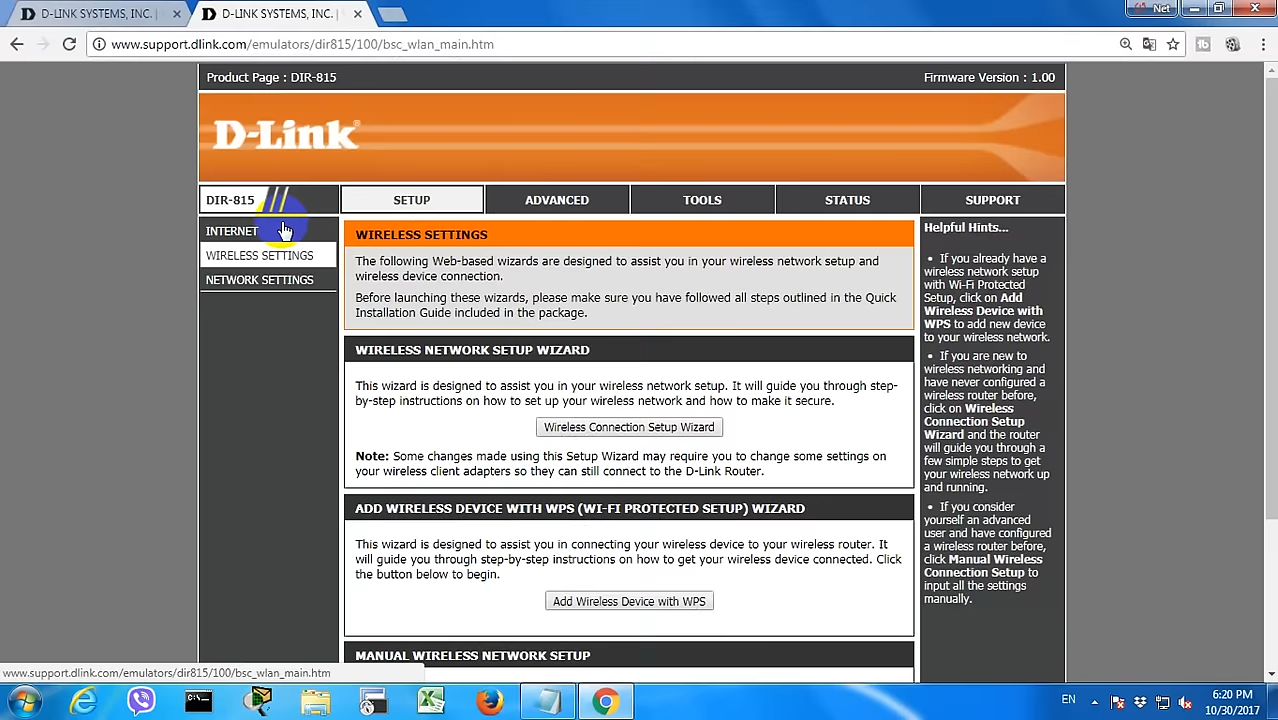 D-LINK SYSTEMS, INC. |
D-LINK SYSTEMS, INC. |
Net
www.support.dlink.com/emulators/dir815/100/bsc_wlan_main.htm
Product Page : DIR-815
Firmware Version : 1.00
D-Link®
DIR-815
SETUP
ADVANCED
TOOLS
STATUS
SUPPORT
INTERNET
WIRELESS SETTINGS
NETWORK SETTINGS
WIRELESS SETTINGS
The following Web-based wizards are designed to assist you in your wireless network setup and
wireless device connection.
Before launching these wizards, please make sure you have followed all steps outlined in the Quick
Installation Guide included in the package.
WIRELESS NETWORK SETUP WIZARD
This wizard is designed to assist you in your wireless network setup. It will guide you through step-
by-step instructions on how to set up your wireless network and how to make it secure.
Wireless Connection Setup Wizard
Note: Some changes made using this Setup Wizard may require you to change some settings on
your wireless client adapters so they can still connect to the D-Link Router.
ADD WIRELESS DEVICE WITH WPS (WI-FI PROTECTED SETUP) WIZARD
This wizard is designed to assist you in connecting your wireless device to your wireless router. It
will guide you through step-by-step instructions on how to get your wireless device connected. Click
the button below to begin.
Add Wireless Device with WPS
MANUAL WIRELESS NETWORK SETUP
Helpful Hints...
• If you already have a
wireless network setup
with Wi-Fi Protected
Setup, click on Add
Wireless Device with
WPS to add new device
to your wireless network.
• If you are new to
wireless networking and
have never configured a
wireless router before,
click on Wireless
Connection Setup
Wizard and the router
will guide you through a
few simple steps to get
your wireless network up
and running.
• If you consider
yourself an advanced
user and have configured
a wireless router before,
click Manual Wireless
Connection Setup to
input all the settings
manually.
www.support.dlink.com/emulators/dir815/100/bsc_wlan_main.htm
EN
6:20 PM
10/30/2017